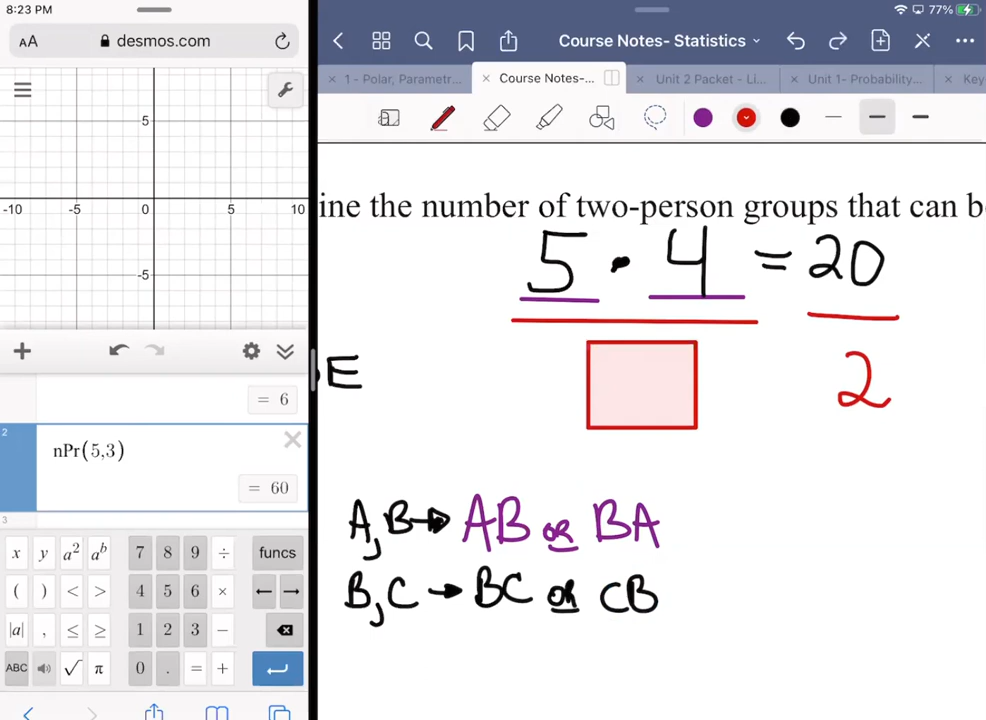 8:23 PM
77%
AA desmos.com
Course Notes- Statistics
1 - Polar, Parametr...
Course Notes-...
Unit 2 Packet - Li...
Unit 1- Probability...
Key
5
-10 -5 0 5 10
-5
ine the number of two-person groups that can b
5 · 4 = 20
2
E
A,B → AB or BA
B,C → BC or CB
= 6
2
nPr(5,3)
= 60
3
x y a² aᵇ 7 8 9 ÷ funcs
( ) < > 4 5 6 × ← →
|a| , ≤ ≥ 1 2 3 −
ABC √ π 0 . = +